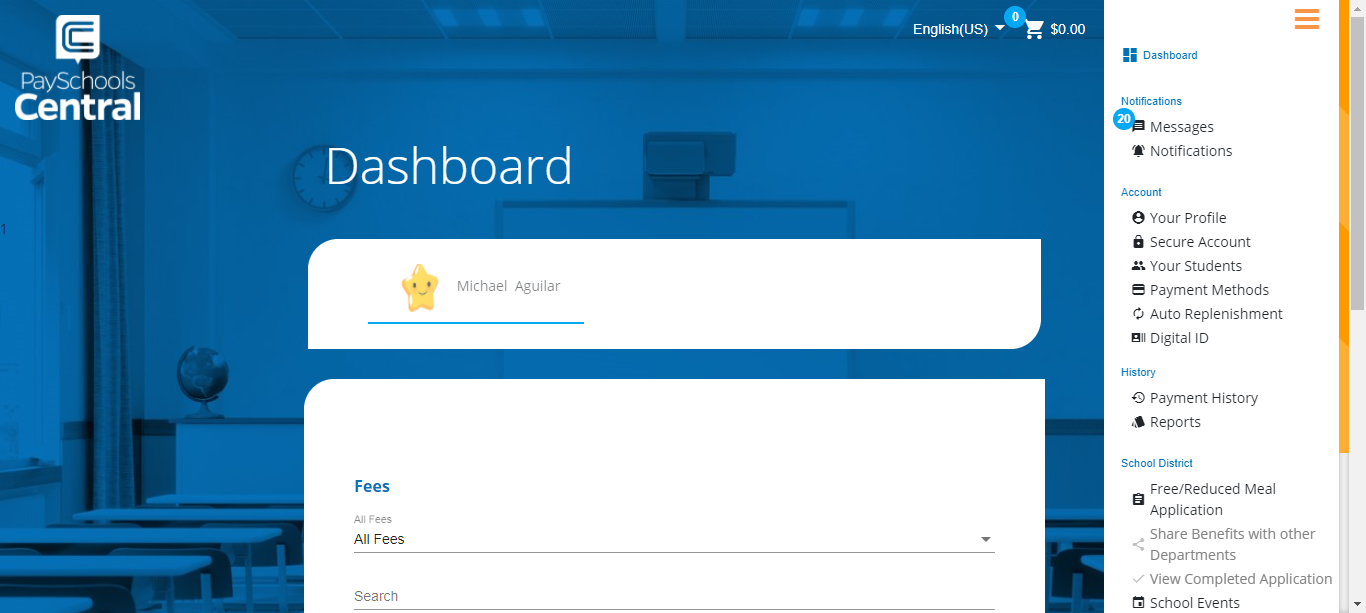 PaySchools
Central
English(US)
0
$0.00
Dashboard
1
Michael Aguilar
Fees
All Fees
All Fees
Search
Dashboard
Notifications
20
Messages
Notifications
Account
Your Profile
Secure Account
Your Students
Payment Methods
Auto Replenishment
Digital ID
History
Payment History
Reports
School District
Free/Reduced Meal
Application
Share Benefits with other
Departments
View Completed Application
School Events